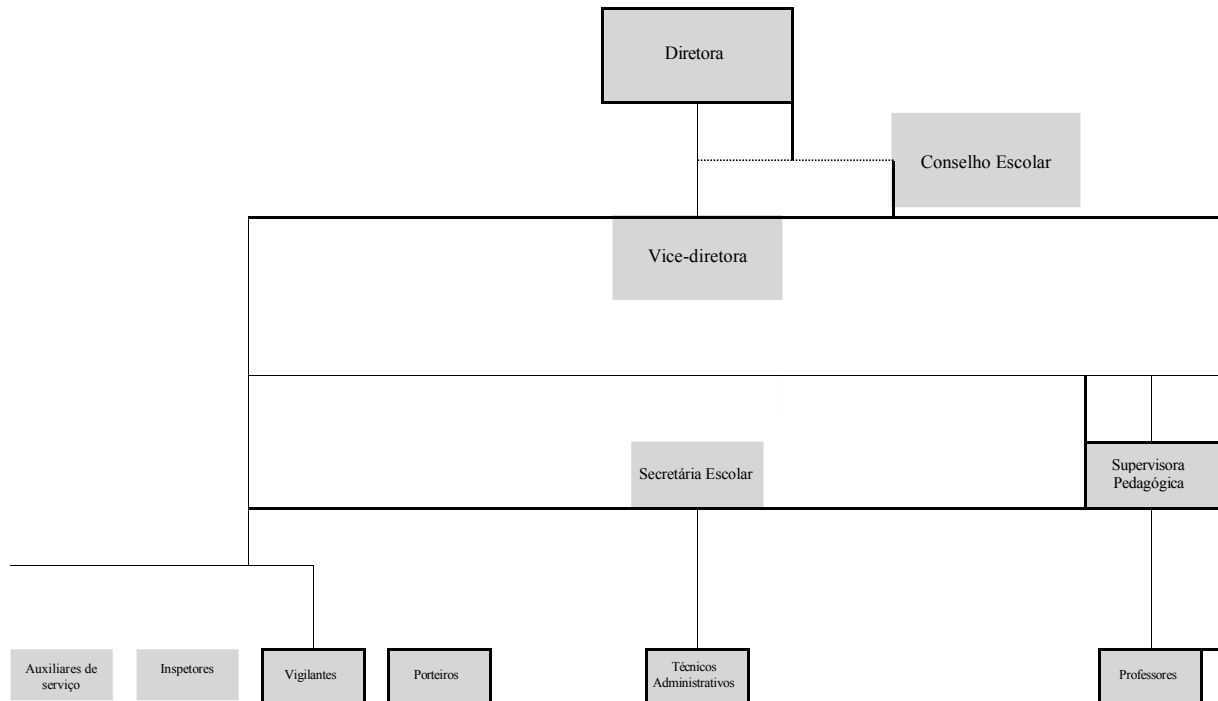 Diretora
Conselho Escolar
Vice-diretora
Secretária Escolar
Supervisora
Pedagógica
Auxiliares de
serviço
Inspetores
Vigilantes
Porteiros
Técnicos
Administrativos
Professores